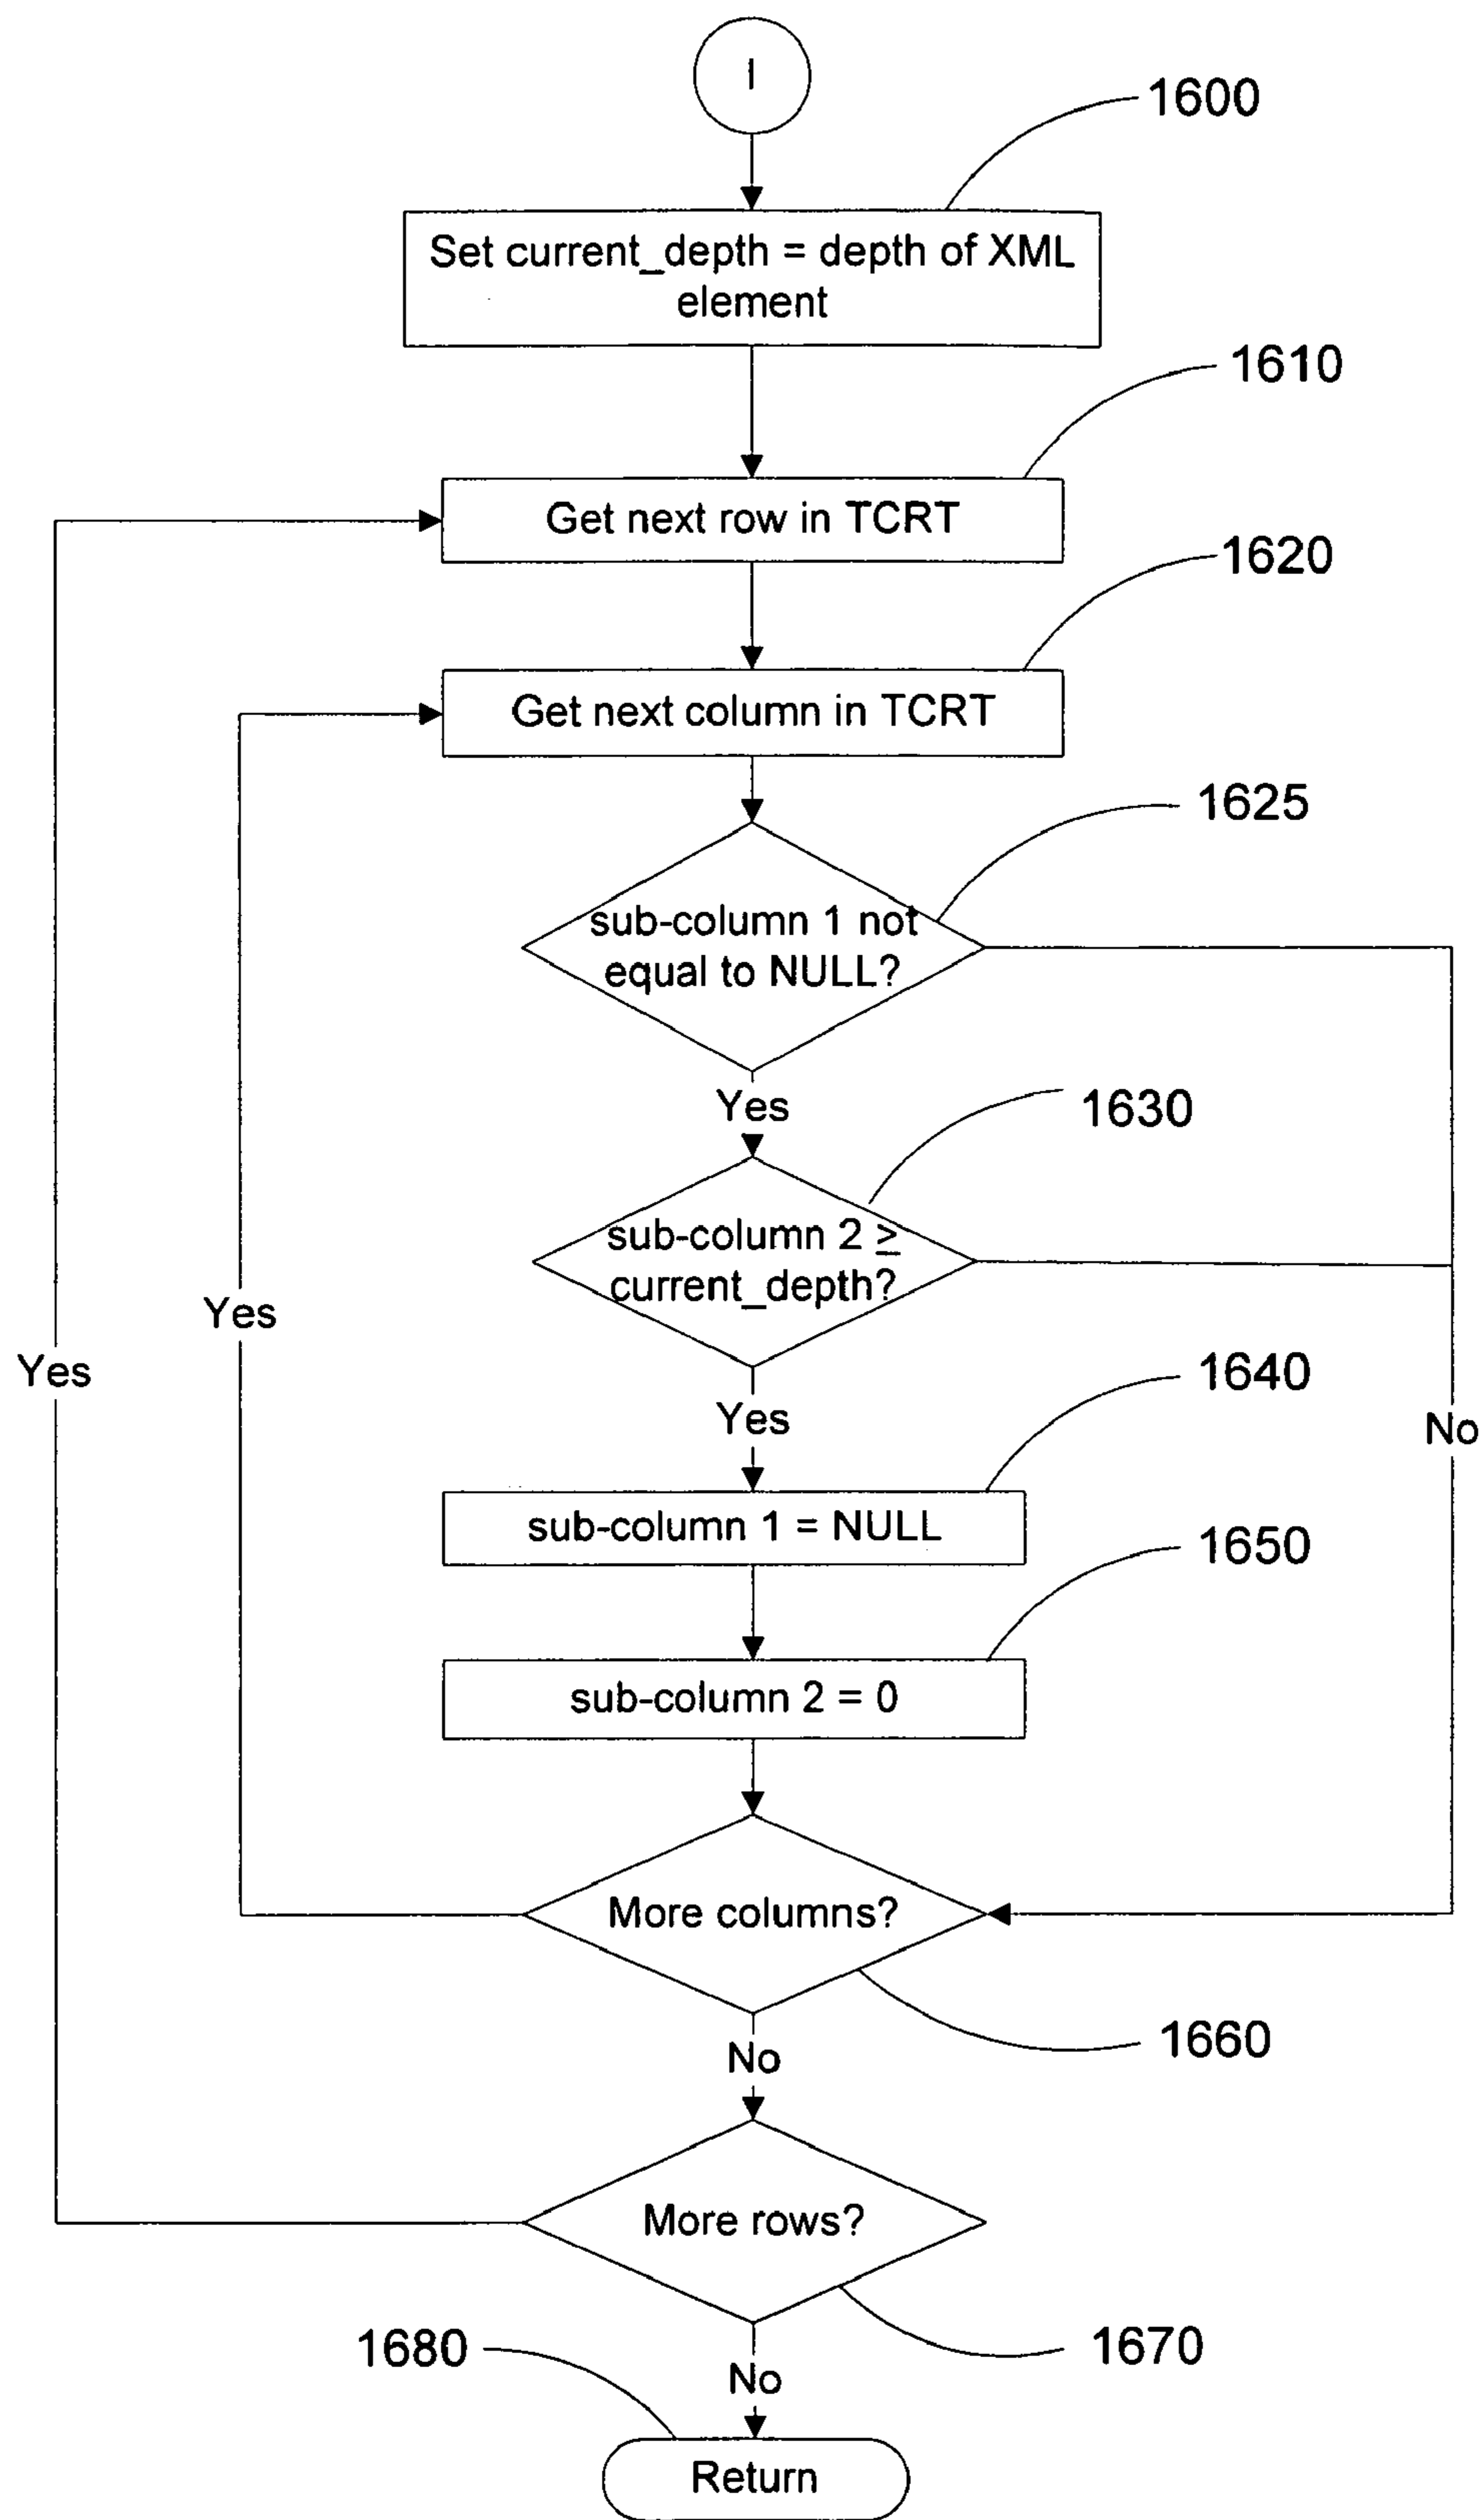 I
1600
Set current_depth = depth of XML
element
1610
Get next row in TCRT
1620
Get next column in TCRT
1625
sub-column 1 not
equal to NULL?
Yes
1630
sub-column 2 ≥
current_depth?
Yes
Yes
Yes
1640
No
sub-column 1 = NULL
1650
sub-column 2 = 0
More columns?
1660
No
More rows?
1670
1680
No
Return